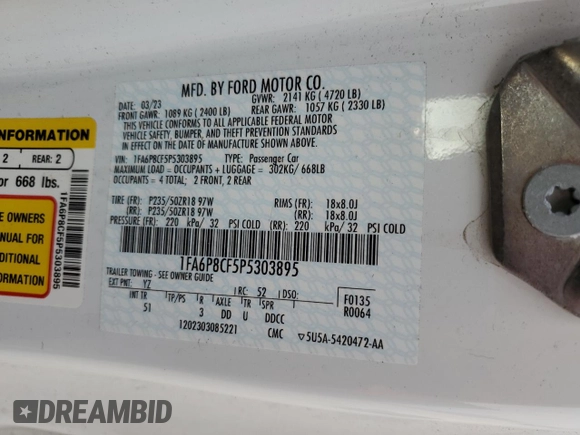 MFD. BY FORD MOTOR CO.
DATE: 03/23 GVWR: 2141 KG ( 4720 LB)
FRONT GAWR: 1089 KG ( 2400 LB) REAR GAWR: 1057 KG ( 2330 LB)
THIS VEHICLE CONFORMS TO ALL APPLICABLE FEDERAL MOTOR
VEHICLE SAFETY, BUMPER, AND THEFT PREVENTION STANDARDS
IN EFFECT ON THE DATE OF MANUFACTURE SHOWN ABOVE.
VIN: 1FA6P8CF5P5303895 TYPE: Passenger Car
MAXIMUM LOAD = OCCUPANTS + LUGGAGE = 302KG/ 668LB
OCCUPANTS = 4 TOTAL; 2 FRONT, 2 REAR
TIRE (FR): P235/50ZR18 97W RIMS (FR): 18x8.0J
(RR): P235/50ZR18 97W (RR): 18x8.0J
PRESSURE (FR): 220 kPa/ 32 PSI COLD (RR): 220 kPa/ 32 PSI COLD
1FA6P8CF5P5303895
TRAILER TOWING - SEE OWNER GUIDE
EXT PNT: YZ RC: 52 DSO: F0135
INT TR TP/PS R AXLE TR SPR R0064
51 3 DD U DDCC
1202303085221 CMC 5U5A-5420472-AA
INFORMATION
2 REAR: 2
or 668 lbs.
OWNERS
NUAL FOR
DITIONAL
ORMATION
1FA6P8CF5P5303895
DREAMBID